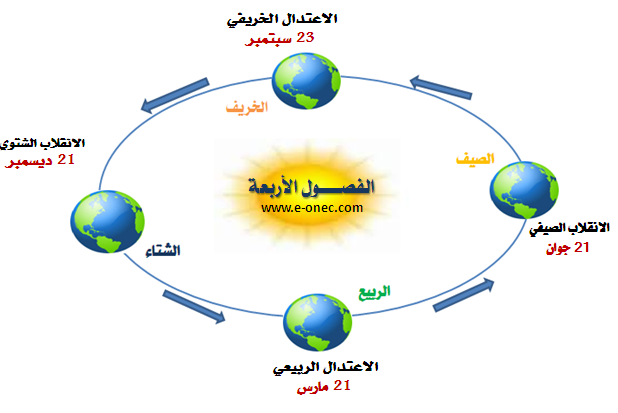 الاعتدال الخريفي
23 سبتمبر
الخريف
الانقلاب الشتوي
21 ديسمبر
الصيف
الفصــول الأربعة
www.e-onec.com
الانقلاب الصيفي
21 جوان
الشتاء
الربيع
الاعتدال الربيعي
21 مارس